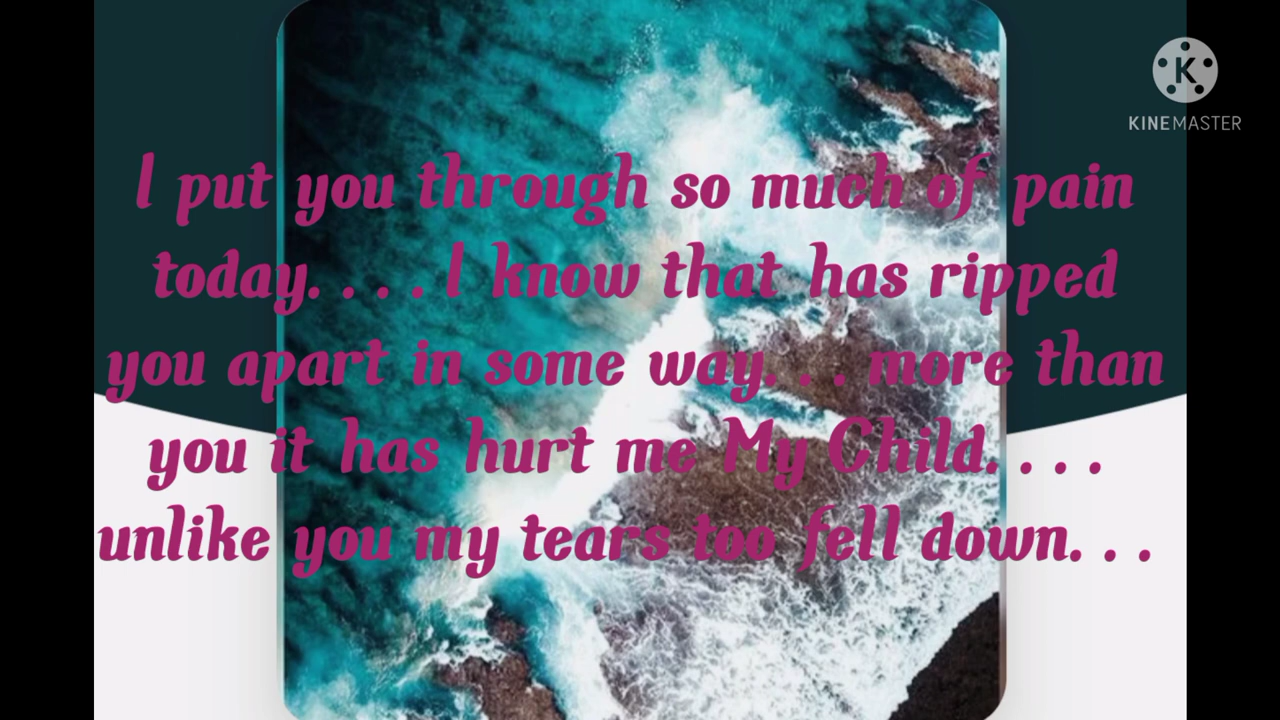 I put you through so much of pain
today. . . . I know that has ripped
you apart in some way. . . more than
you it has hurt me My Child. . . .
unlike you my tears too fell down. . .
K
KINEMASTER